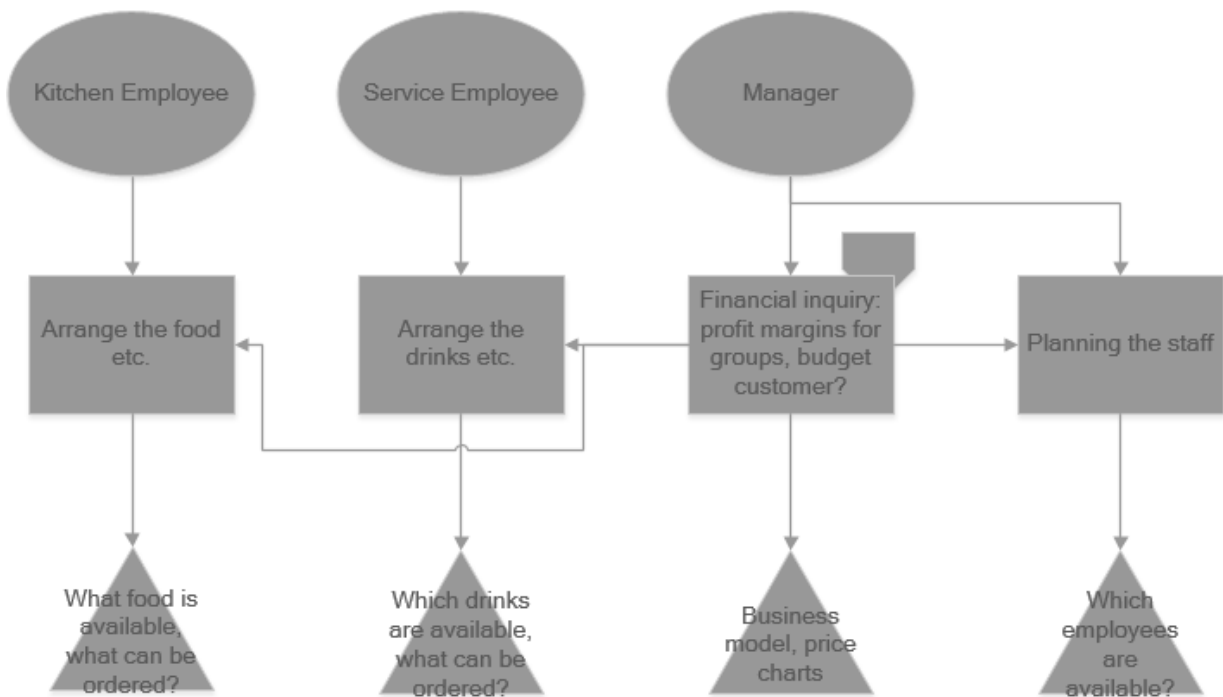 Kitchen Employee
Service Employee
Manager
Arrange the food
etc.
Arrange the
drinks etc.
Financial inquiry:
profit margins for
groups, budget
customer?
Planning the staff
What food is
available,
what can be
ordered?
Which drinks
are available,
what can be
ordered?
Business
model, price
charts
Which
employees
are
available?